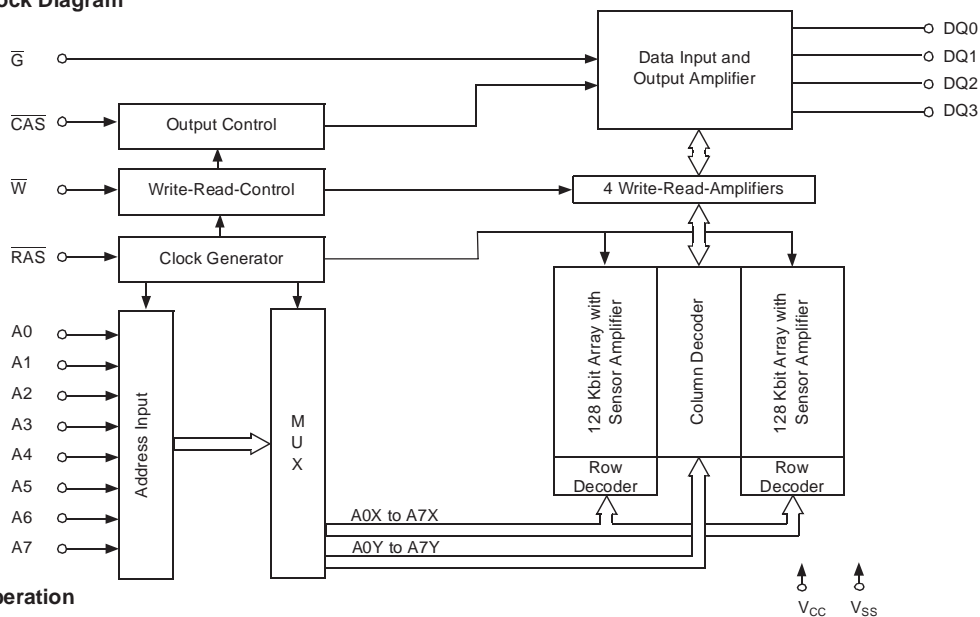 ock Diagram
G̅
C̅A̅S̅
W̅
R̅A̅S̅
A0
A1
A2
A3
A4
A5
A6
A7
Output Control
Write-Read-Control
Clock Generator
Address Input
M
U
X
Data Input and
Output Amplifier
DQ0
DQ1
DQ2
DQ3
4 Write-Read-Amplifiers
128 Kbit Array with
Sensor Amplifier
Column Decoder
128 Kbit Array with
Sensor Amplifier
Row
Decoder
Row
Decoder
A0X to A7X
A0Y to A7Y
VCC
VSS
peration